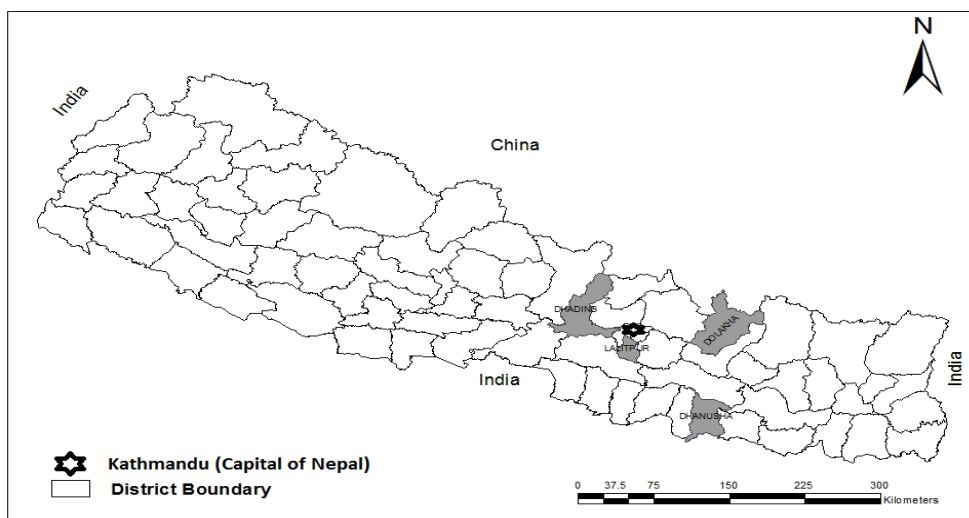 N
India
China
DHADING
DOLAKHA
LALITPUR
India
India
DHANUSHA
Kathmandu (Capital of Nepal)
District Boundary
0 37.5 75 150 225 300
Kilometers